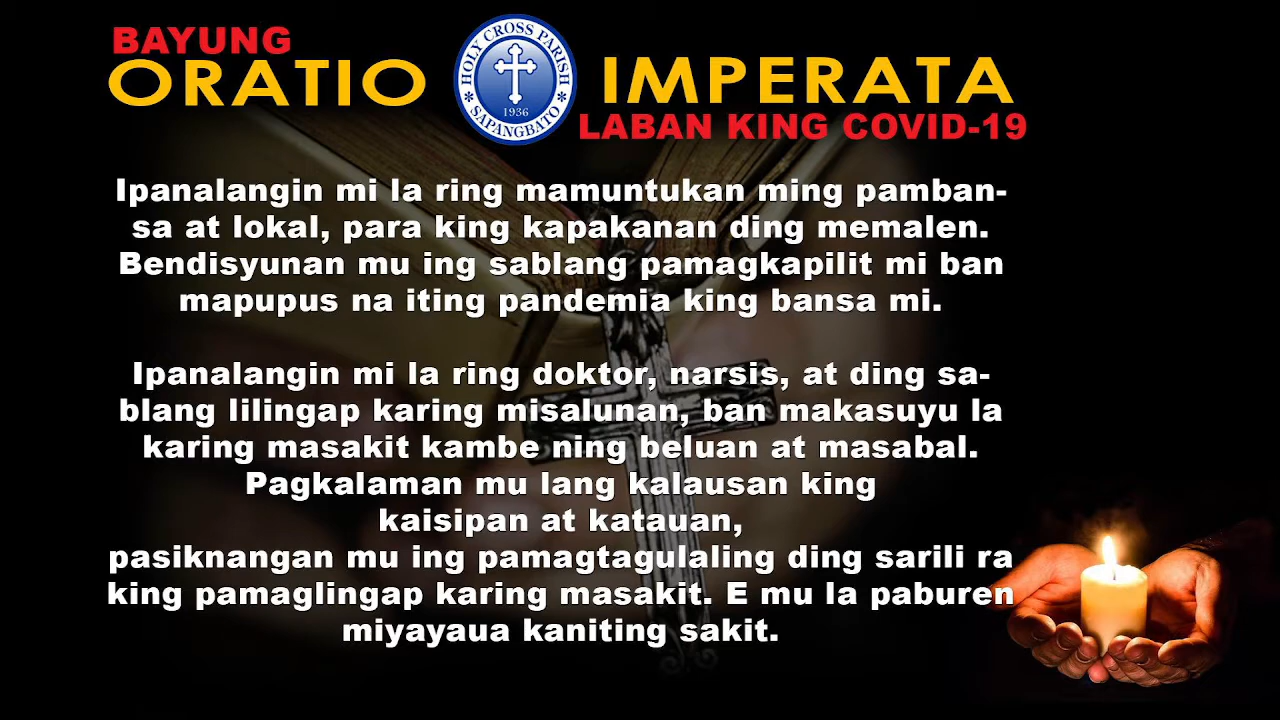 BAYUNG
ORATIO IMPERATA
LABAN KING COVID-19
HOLY CROSS PARISH
1936
SAPANGBATO
Ipanalangin mi la ring mamuntukan ming pamban-
sa at lokal, para king kapakanan ding memalen.
Bendisyunan mu ing sablang pamagkapilit mi ban
mapupus na iting pandemia king bansa mi.
Ipanalangin mi la ring doktor, narsis, at ding sa-
blang lilingap karing misalunan, ban makasuyu la
karing masakit kambe ning beluan at masabal.
Pagkalaman mu lang kalausan king
kaisipan at katauan,
pasiknangan mu ing pamagtagulaling ding sarili ra
king pamaglingap karing masakit. E mu la paburen
miyayaua kaniting sakit.